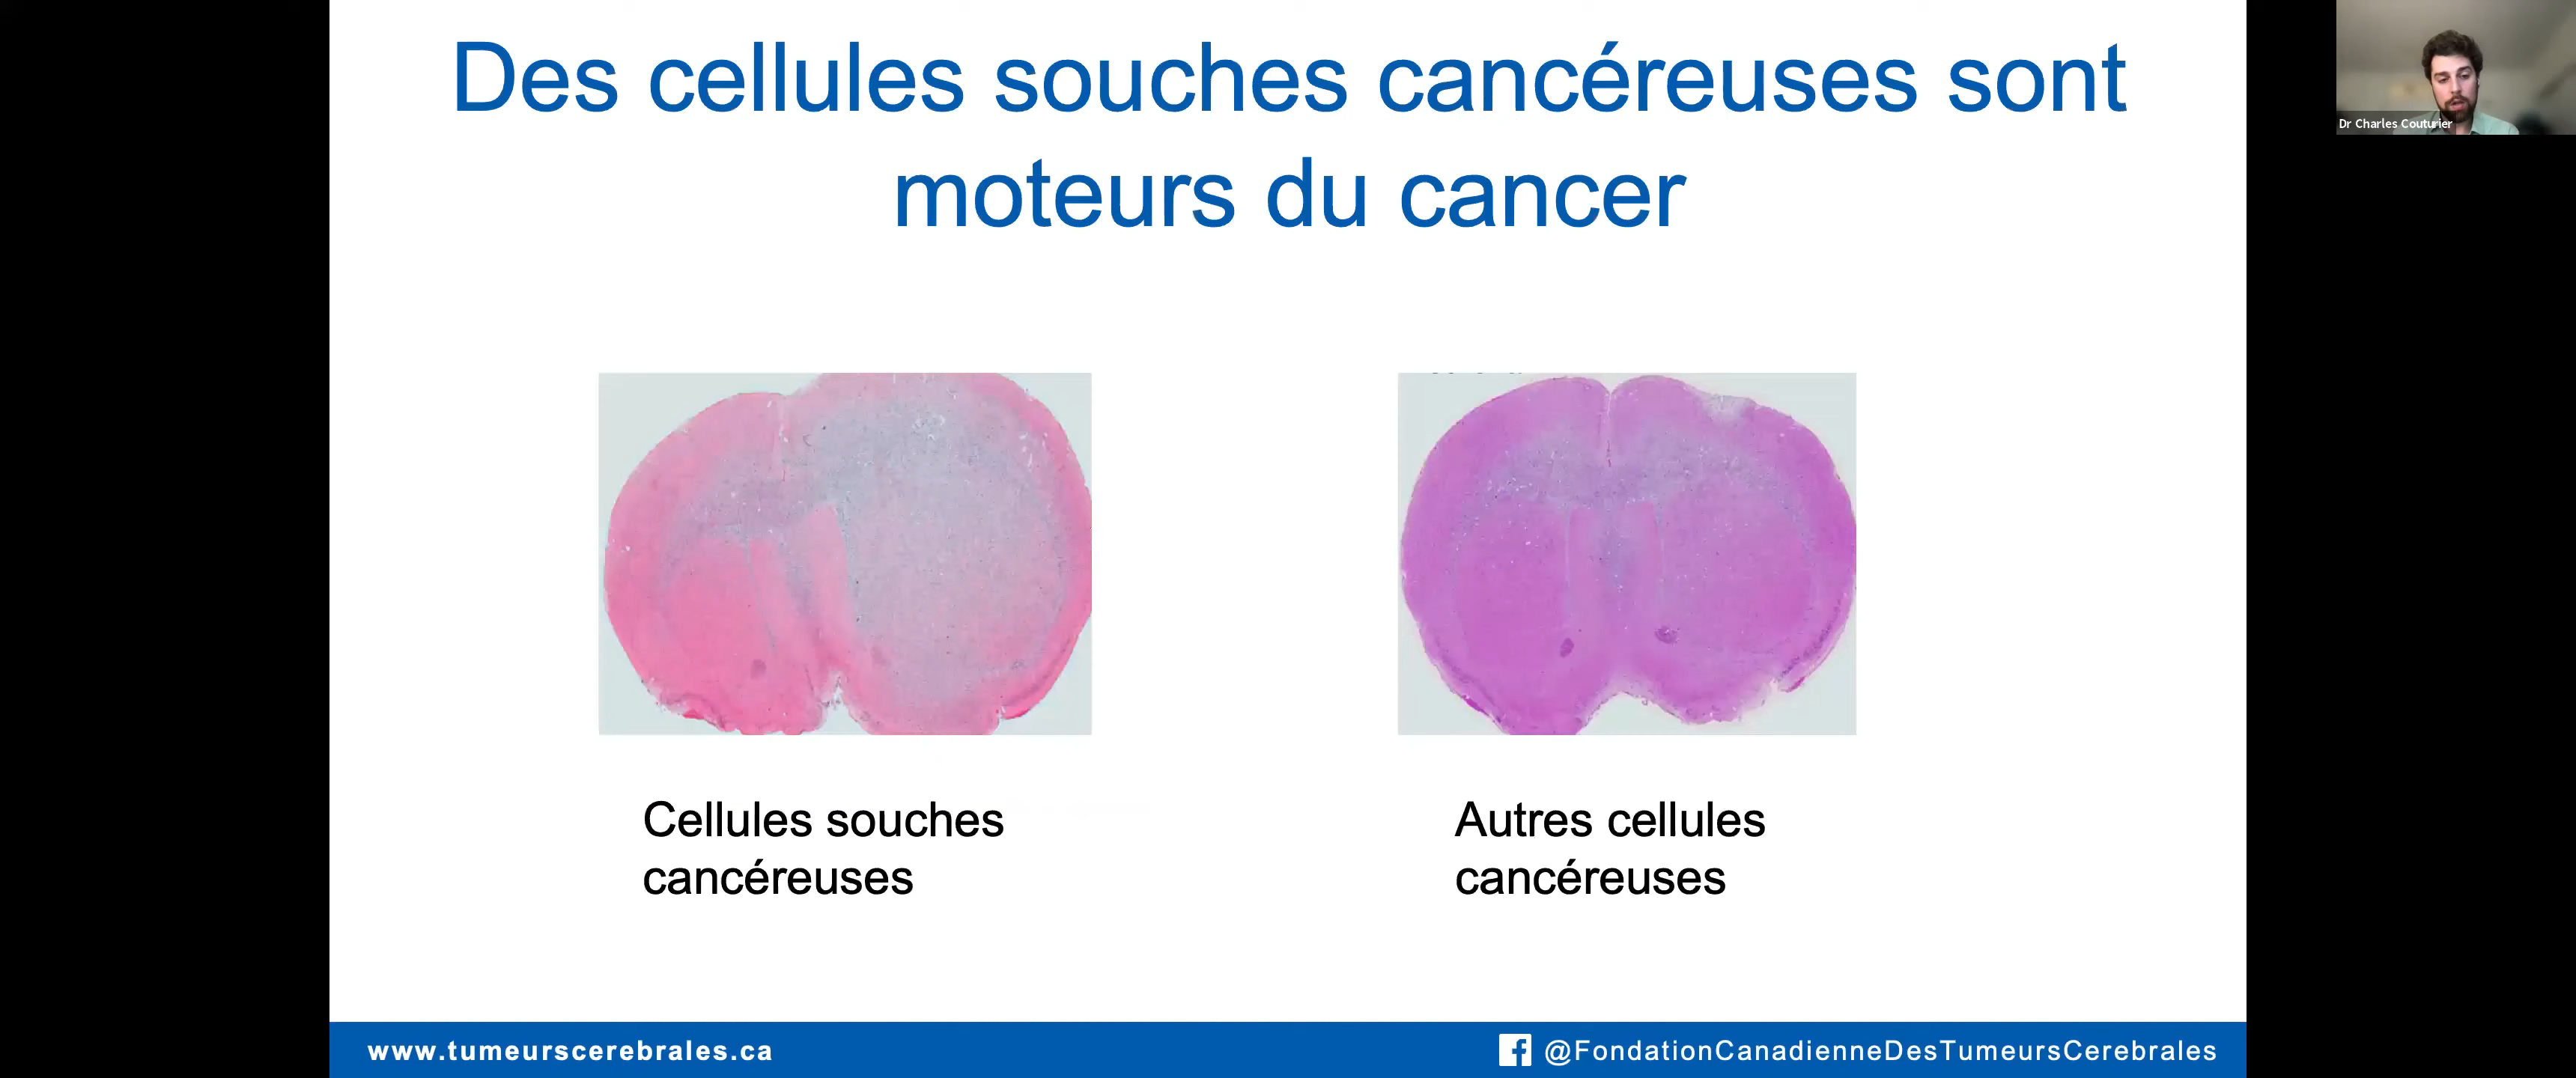 Des cellules souches cancéreuses sont
moteurs du cancer
Dr Charles Couturier
Cellules souches
cancéreuses
Autres cellules
cancéreuses
www.tumeurscerebrales.ca
@FondationCanadienneDesTumeursCerebrales